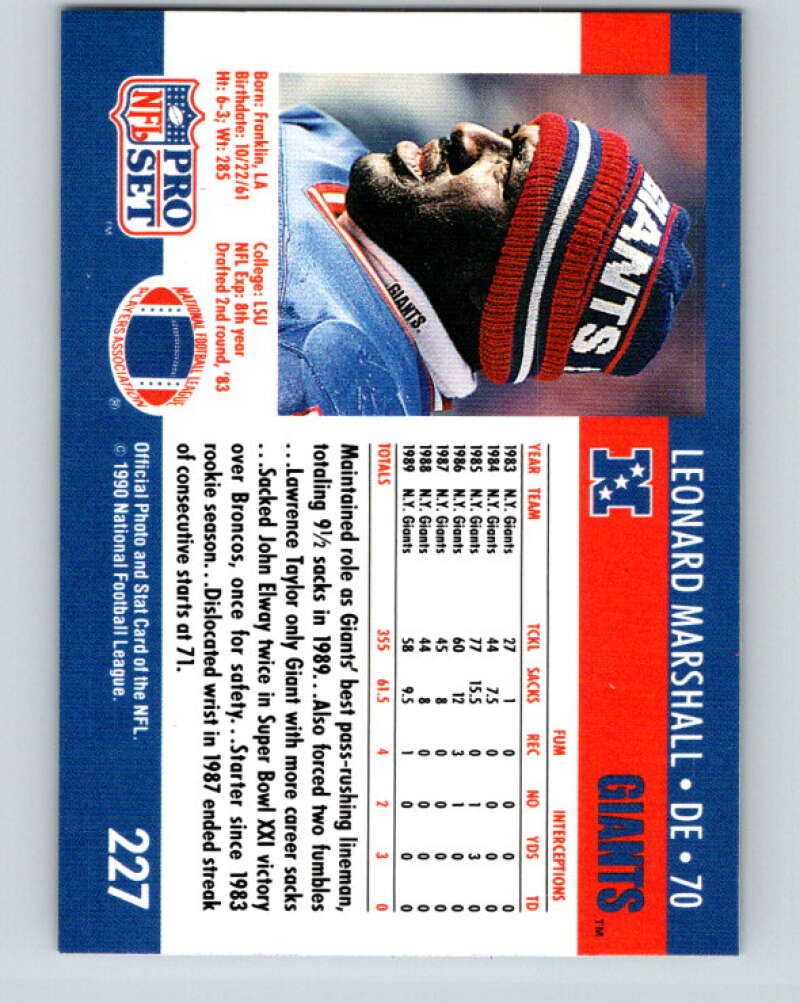 LEONARD MARSHALL • DE • 70
GIANTS™
GIANTS
GIANTS.
Born: Franklin, LA
Birthdate: 10/22/61
Ht: 6-3; Wt: 285
College: LSU
NFL Exp: 8th year
Drafted 2nd round, '83
FUM INTERCEPTIONS
YEAR TEAM TCKL SACKS REC NO YDS TD
1983 N.Y. Giants 27 1 0 0 0 0
1984 N.Y. Giants 44 7.5 0 0 0 0
1985 N.Y. Giants 77 15.5 0 1 3 0
1986 N.Y. Giants 60 12 3 1 0 0
1987 N.Y. Giants 45 8 0 0 0 0
1988 N.Y. Giants 44 8 0 0 0 0
1989 N.Y. Giants 58 9.5 1 0 0 0
TOTALS 355 61.5 4 2 3 0
Maintained role as Giants' best pass-rushing lineman,
totaling 9½ sacks in 1989...Also forced two fumbles
...Lawrence Taylor only Giant with more career sacks
...Sacked John Elway twice in Super Bowl XXI victory
over Broncos, once for safety...Starter since 1983
rookie season...Dislocated wrist in 1987 ended streak
of consecutive starts at 71.
NFL PRO SET™
NATIONAL FOOTBALL LEAGUE
PLAYERS ASSOCIATION®
Official Photo and Stat Card of the NFL.
© 1990 National Football League.
227